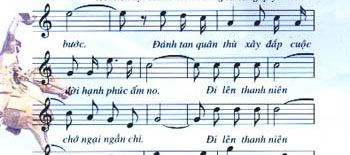 bước. Đánh tan quân thù xây đắp cuộc
đời hạnh phúc ấm no. Đi lên thanh niên
chớ ngại ngần chi. Đi lên thanh niên